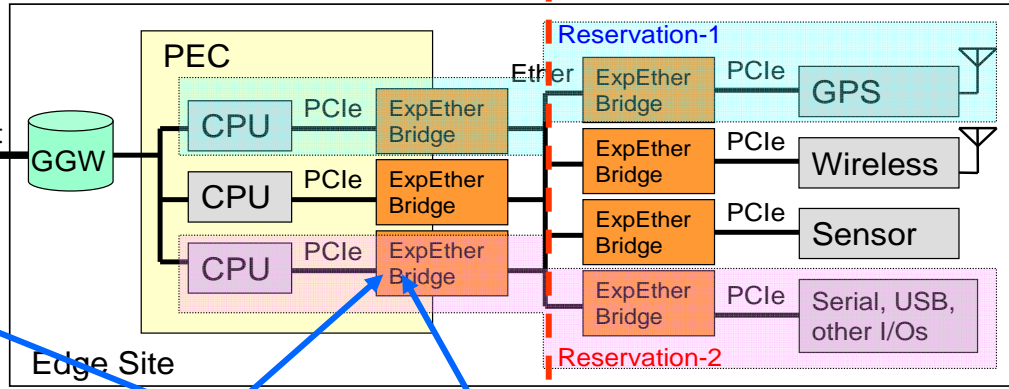 Reservation-1
PEC
Ether
CPU
PCIe
ExpEther
Bridge
ExpEther
Bridge
PCIe
GPS
GGW
CPU
PCIe
ExpEther
Bridge
ExpEther
Bridge
PCIe
Wireless
CPU
PCIe
ExpEther
Bridge
ExpEther
Bridge
PCIe
Sensor
ExpEther
Bridge
PCIe
Serial, USB,
other I/Os
Edge Site
Reservation-2